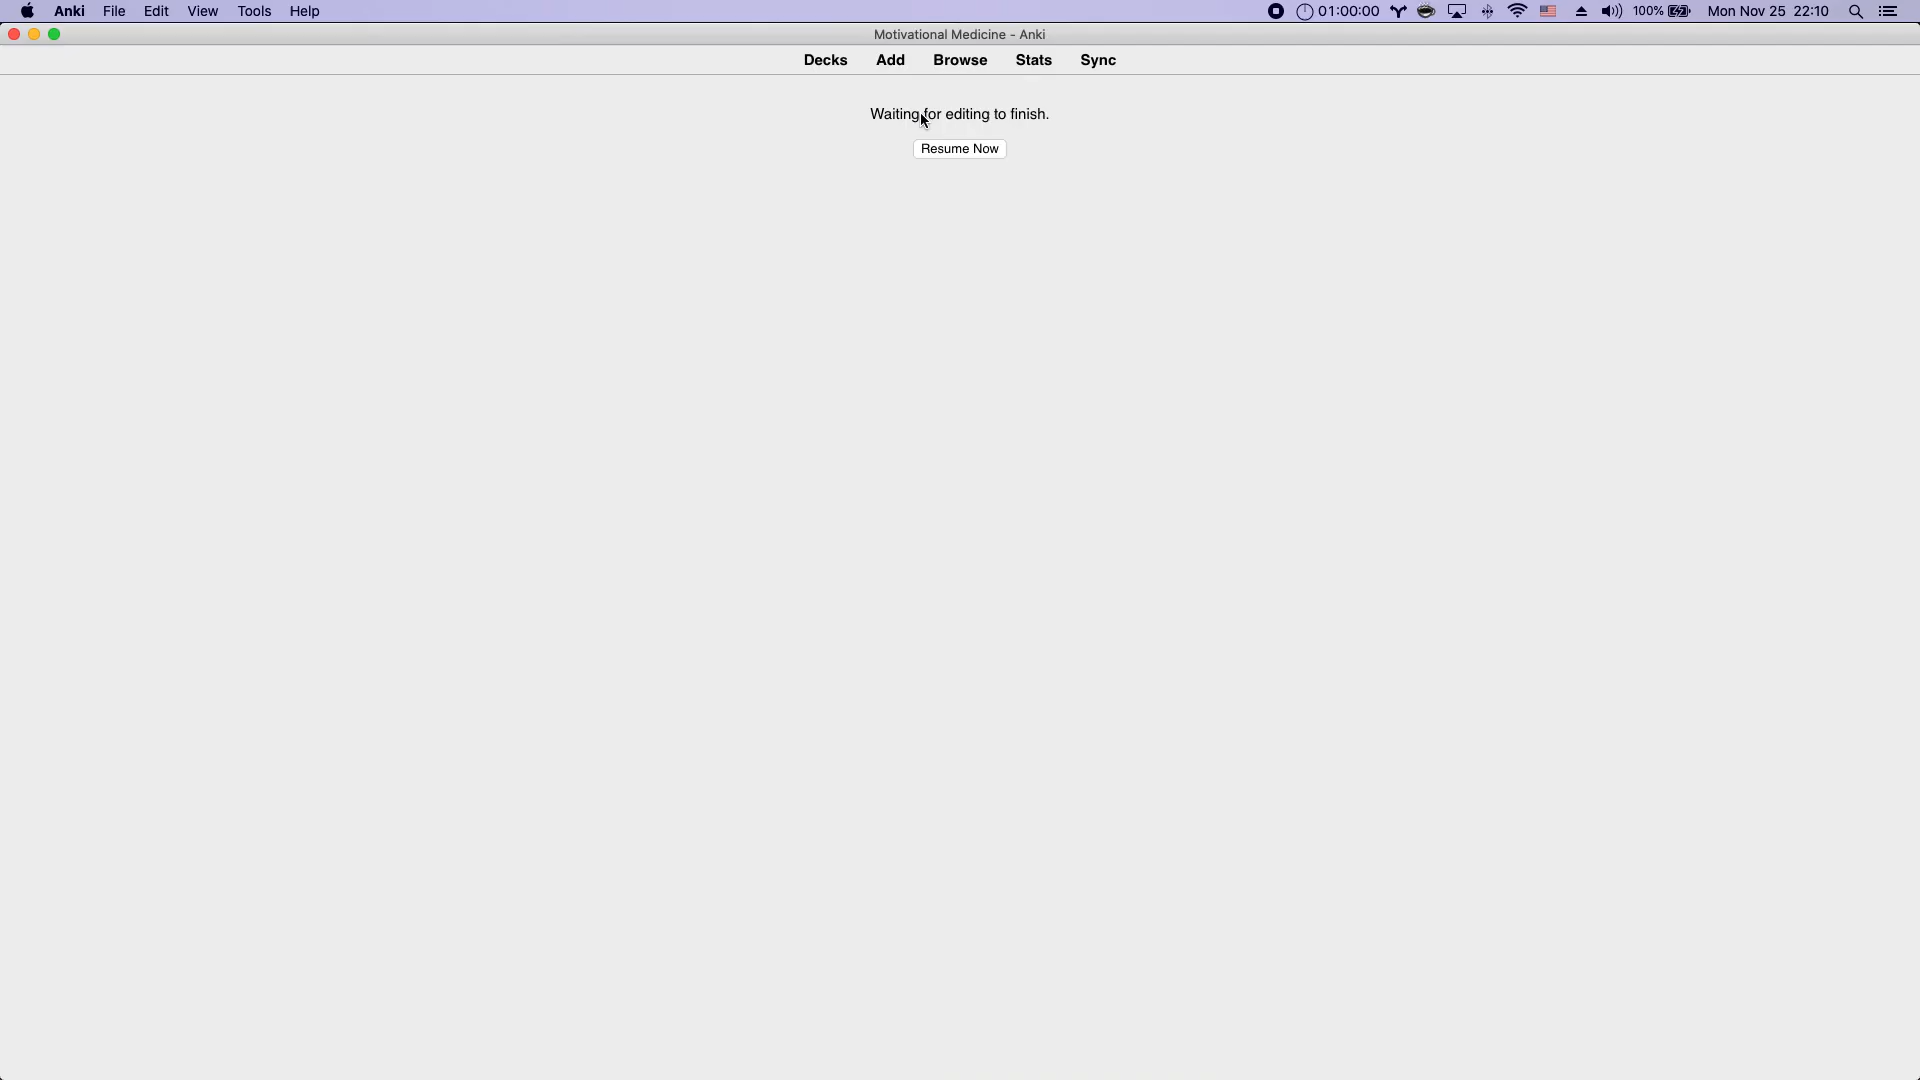 Anki File Edit View Tools Help 01:00:00 100% Mon Nov 25 22:10
Motivational Medicine - Anki
Decks Add Browse Stats Sync
Waiting for editing to finish.
Resume Now